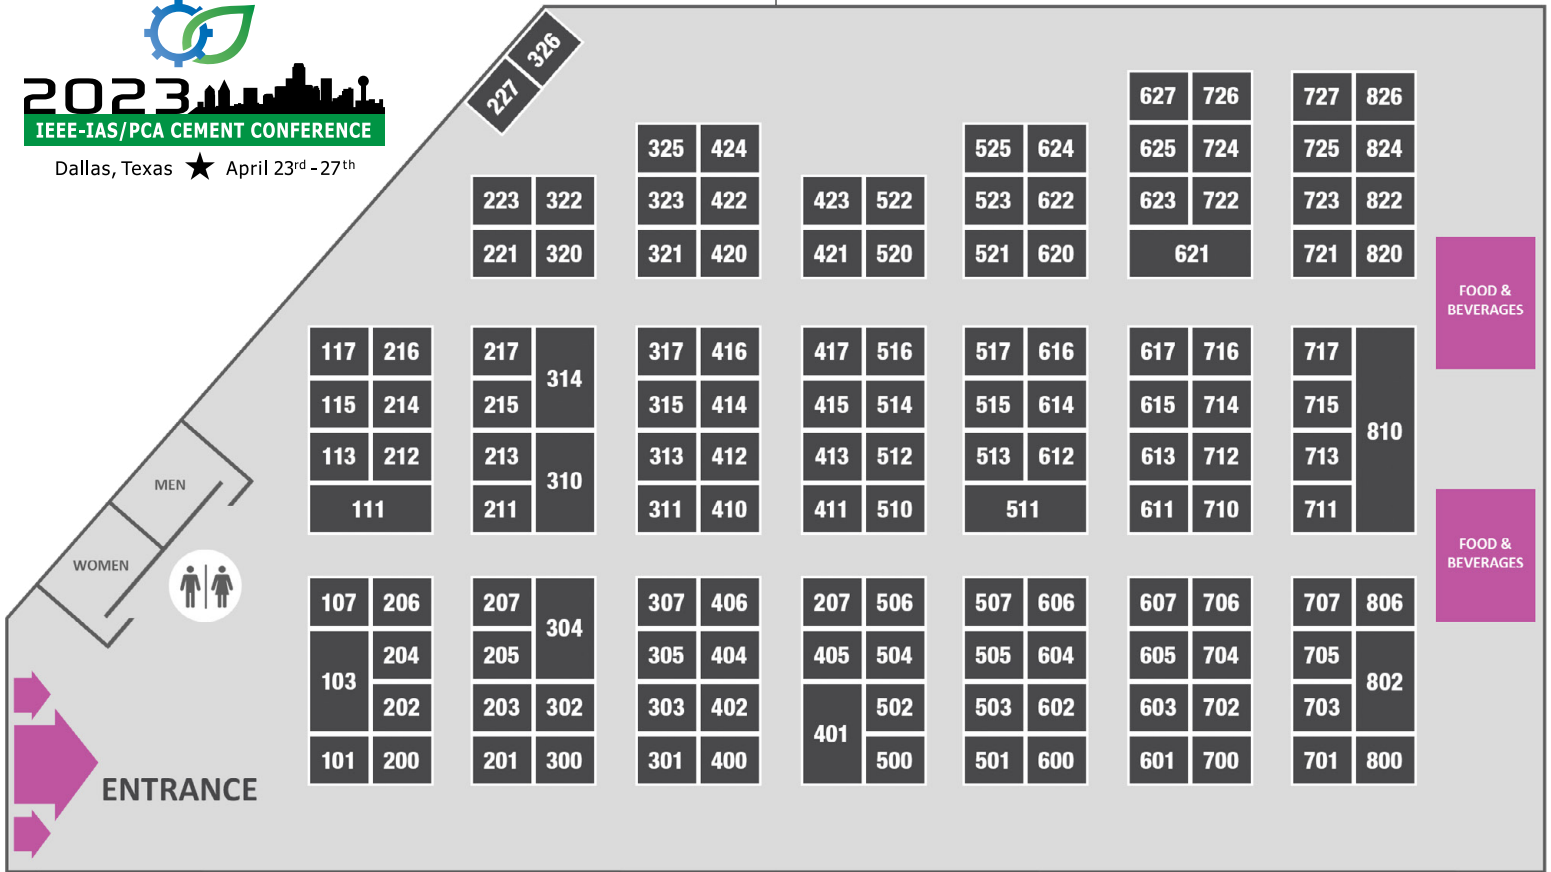 2023
IEEE-IAS/PCA CEMENT CONFERENCE
Dallas, Texas ★ April 23rd - 27th
326
227
627 726 727 826
325 424 525 624 625 724 725 824
223 322 323 422 423 522 523 622 623 722 723 822
221 320 321 420 421 520 521 620 621 721 820
FOOD &
BEVERAGES
117 216 217 314 317 416 417 516 517 616 617 716 717
115 214 215 315 414 415 514 515 614 615 714 715 810
113 212 213 310 313 412 413 512 513 612 613 712 713
111 211 311 410 411 510 511 611 710 711
MEN
WOMEN
FOOD &
BEVERAGES
107 206 207 304 307 406 207 506 507 606 607 706 707 806
103 204 205 305 404 405 504 505 604 605 704 705 802
202 203 302 303 402 401 502 503 602 603 702 703
101 200 201 300 301 400 500 501 600 601 700 701 800
ENTRANCE